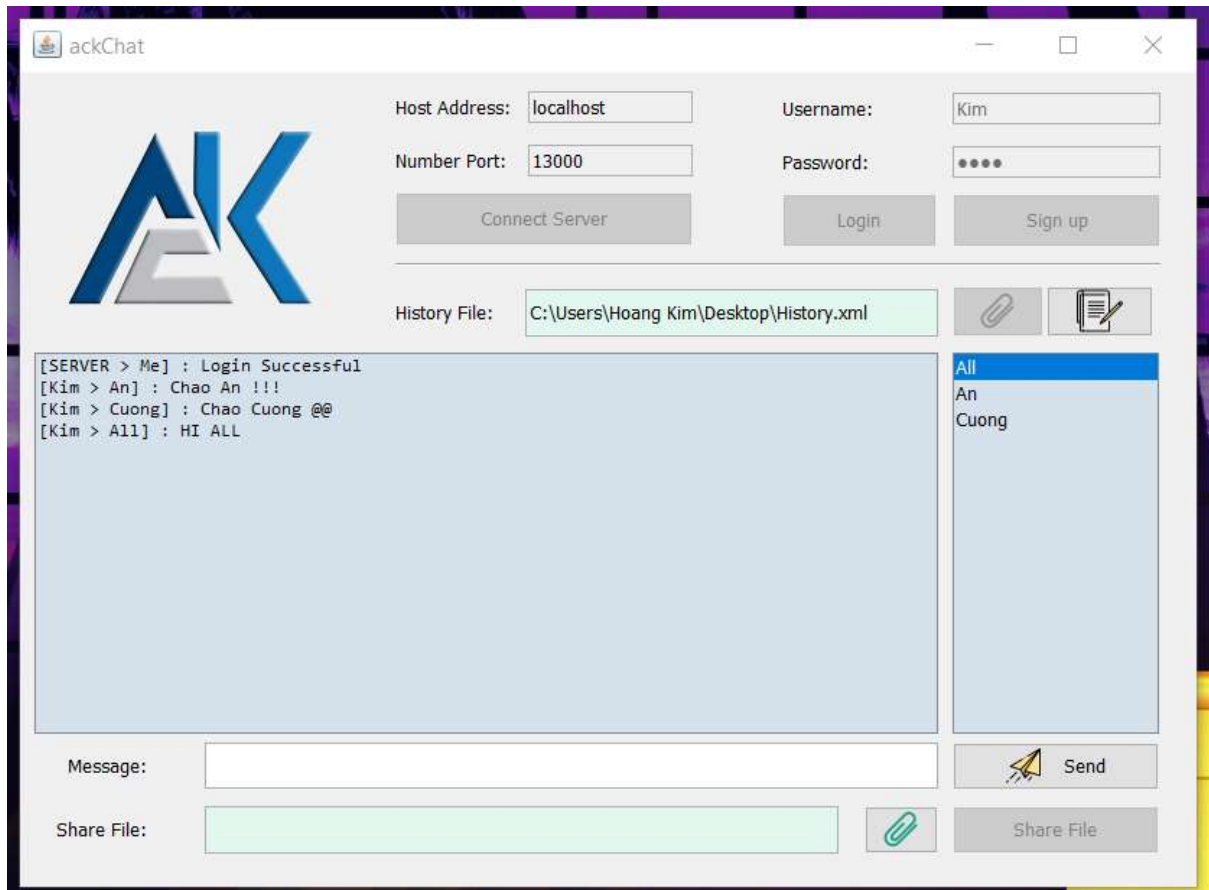 ackChat
Host Address: localhost Username: Kim
Number Port: 13000 Password: ●●●●
Connect Server Login Sign up
ACK
History File: C:\Users\Hoang Kim\Desktop\History.xml
[SERVER > Me] : Login Successful
[Kim > An] : Chao An !!!
[Kim > Cuong] : Chao Cuong @@
[Kim > All] : HI ALL
All
An
Cuong
Message: Send
Share File: Share File